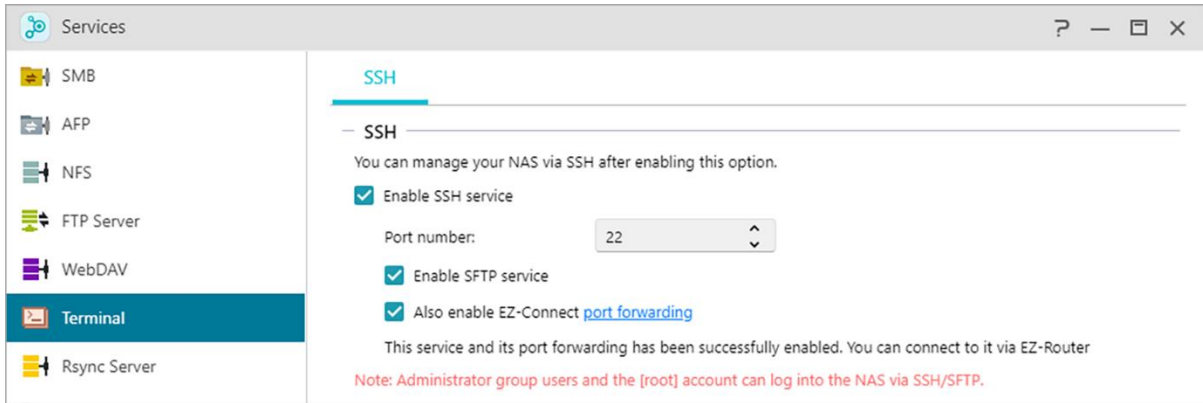 Services
SMB
AFP
NFS
FTP Server
WebDAV
Terminal
Rsync Server
SSH
SSH
You can manage your NAS via SSH after enabling this option.
Enable SSH service
Port number: 22
Enable SFTP service
Also enable EZ-Connect port forwarding
This service and its port forwarding has been successfully enabled. You can connect to it via EZ-Router
Note: Administrator group users and the [root] account can log into the NAS via SSH/SFTP.